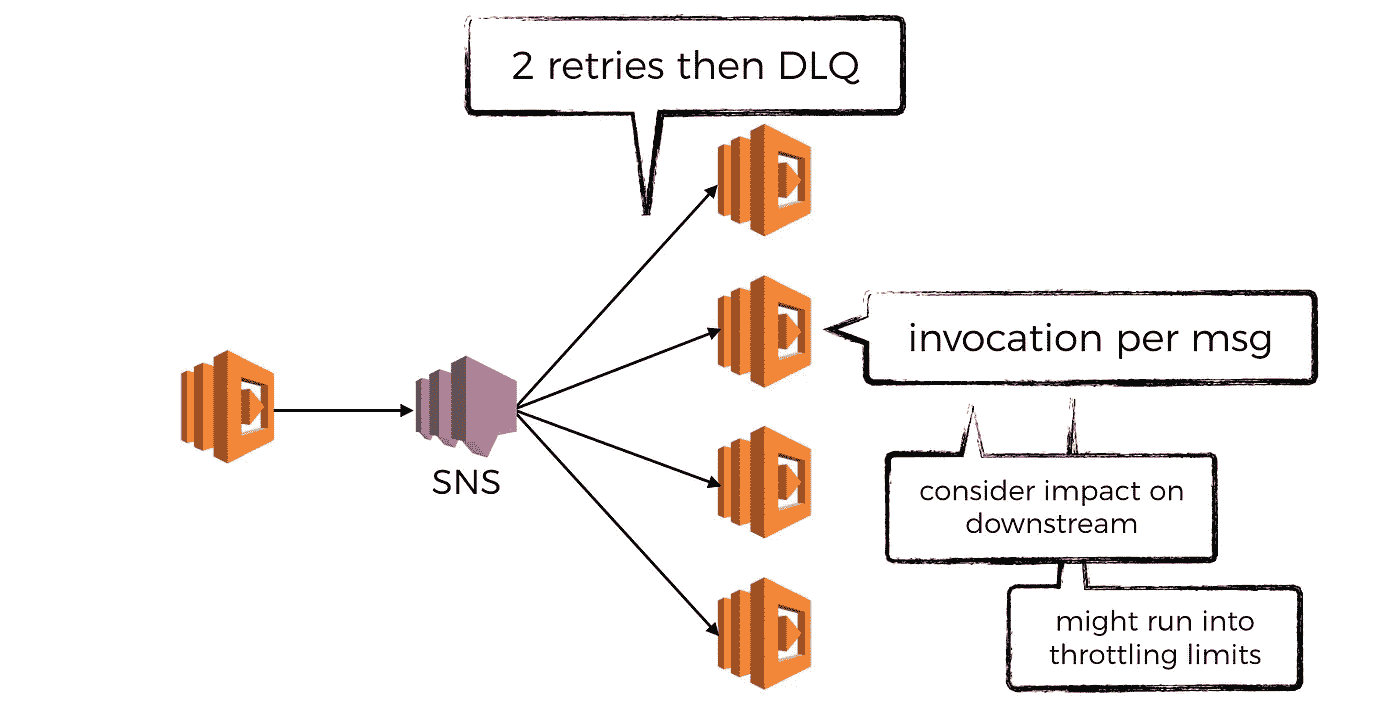 2 retries then DLQ
invocation per msg
SNS
consider impact on
downstream
might run into
throttling limits